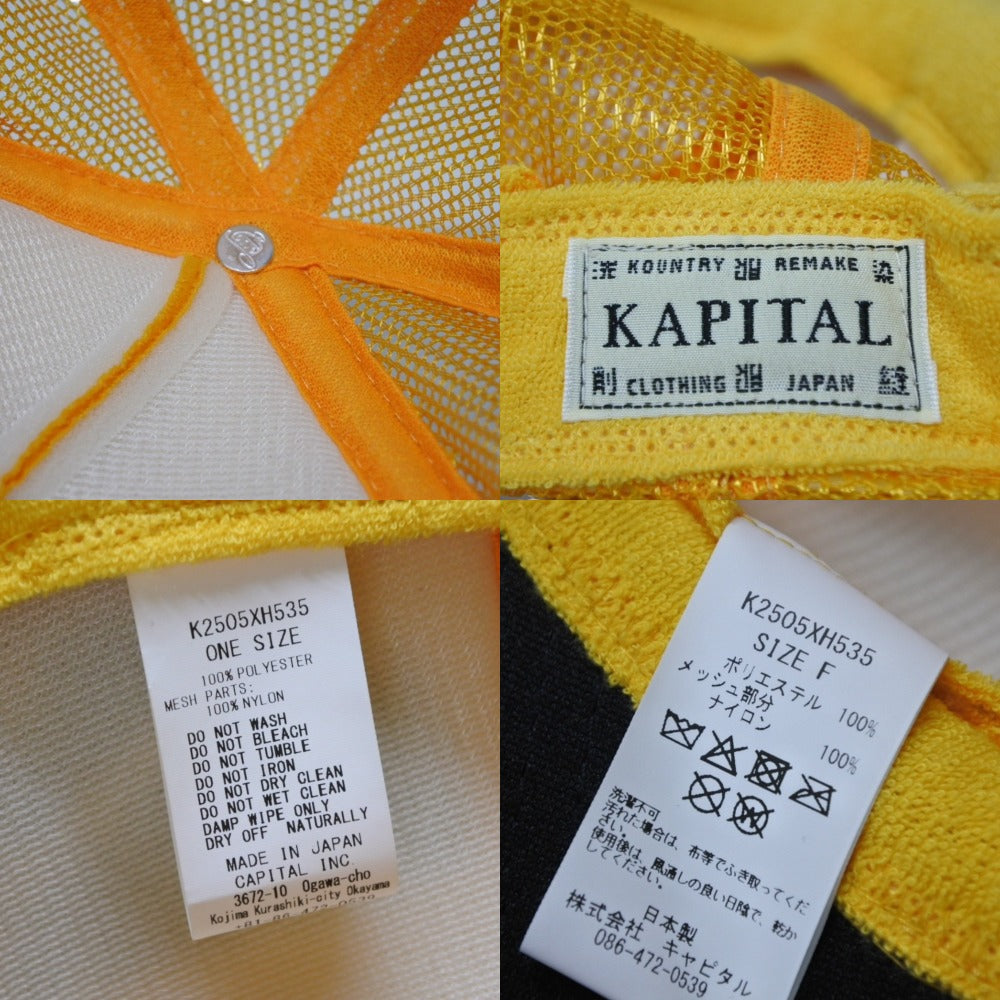 洗 KOUNTRY REMAKE 染
KAPITAL
創 CLOTHING JAPAN 縫
K2505XH535
ONE SIZE
100% POLYESTER
MESH PARTS:
100% NYLON
DO NOT WASH
DO NOT BLEACH
DO NOT TUMBLE
DO NOT IRON
DO NOT DRY CLEAN
DO NOT WET CLEAN
DAMP WIPE ONLY
DRY OFF NATURALLY
MADE IN JAPAN
CAPITAL INC.
3672-10 Ogawa-cho
Kojima Kurashiki-city Okayama
+81-86-472-0539
K2505XH535
SIZE F
ポリエステル 100%
メッシュ部分
ナイロン 100%
洗濯不可
汚れた場合は、布等でふき取ってくだ
さい。
使用後は、風通しの良い日陰で、乾か
してください。
日本製
株式会社 キャピタル
086-472-0539